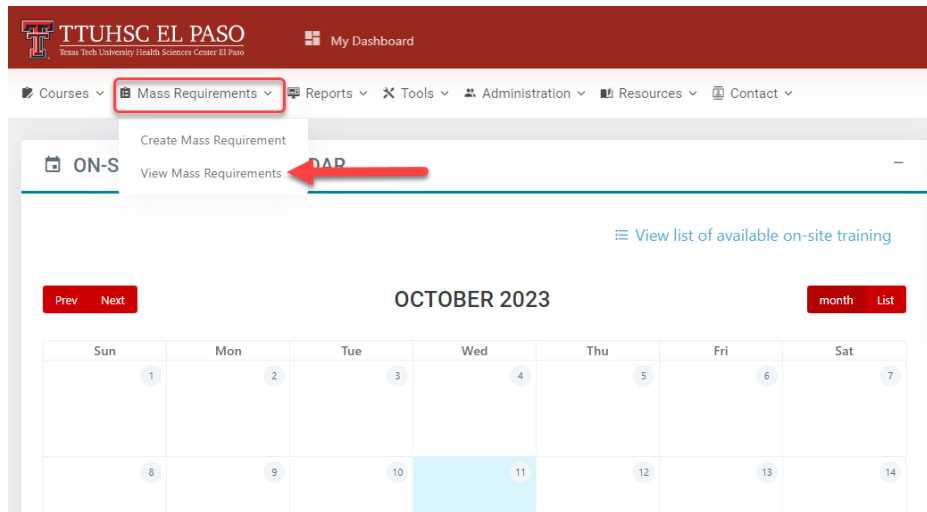 TTUHSC EL PASO
Texas Tech University Health Sciences Center El Paso
My Dashboard
Courses Mass Requirements Reports Tools Administration Resources Contact
Create Mass Requirement
View Mass Requirements
ON-S DAR
View list of available on-site training
Prev Next
OCTOBER 2023
month List
Sun Mon Tue Wed Thu Fri Sat
1 2 3 4 5 6 7
8 9 10 11 12 13 14